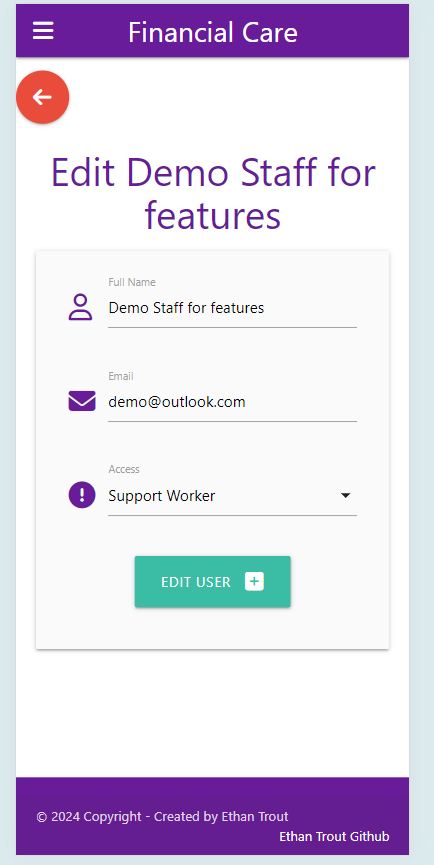 Financial Care
Edit Demo Staff for
features
Full Name
Demo Staff for features
Email
demo@outlook.com
Access
Support Worker
EDIT USER
© 2024 Copyright - Created by Ethan Trout
Ethan Trout Github